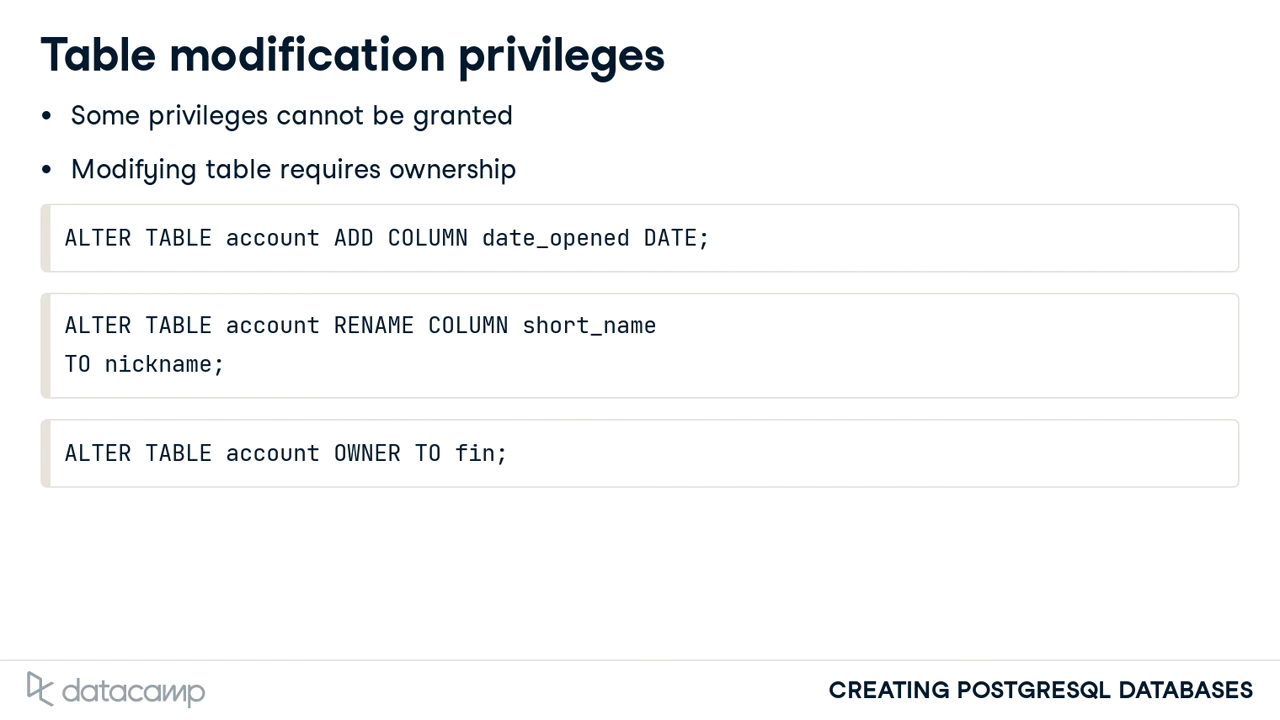 Table modification privileges
• Some privileges cannot be granted
• Modifying table requires ownership
ALTER TABLE account ADD COLUMN date_opened DATE;
ALTER TABLE account RENAME COLUMN short_name
TO nickname;
ALTER TABLE account OWNER TO fin;
datacamp
CREATING POSTGRESQL DATABASES